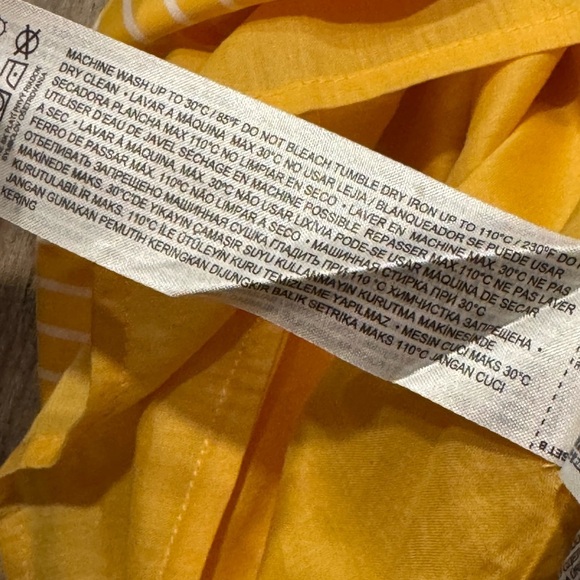 MACHINE WASH UP TO 30°C / 85°F DO NOT BLEACH TUMBLE DRY IRON UP TO 110°C / 230°F DO
DRY CLEAN • LAVAR A MÁQUINA MAX 30°C NO USAR LEJIA / BLANQUEADOR SE PUEDE USAR
SECADORA PLANCHA MAX 110°C NO LIMPIAR EN SECO • LAVER EN MACHINE MAX. 30°C NE PAS
UTILISER D'EAU DE JAVEL SÉCHAGE EN MACHINE POSSIBLE REPASSER MAX. 110°C NE PAS LAVER
A SEC • LAVAR À MÁQUINA, MAX. 30°C NÃO USAR LIXIVIA PODE-SE USAR MÁQUINA DE SECAR
FERRO DE PASSAR MAX. 110°C NÃO LIMPAR A SECO • МАШИННАЯ СТИРКА ПРИ 30°C
ОТБЕЛИВАТЬ ЗАПРЕЩЕНО МАШИННАЯ СУШКА ГЛАДИТЬ ПРИ 110°C ХИМЧИСТКА ЗАПРЕЩЕНА •
MAKİNEDE MAKS. 30°C'DE YIKAYIN ÇAMAŞIR SUYU KULLANMAYIN KURUTMA MAKİNESİNDE
KURUTULABİLİR MAKS. 110°C İLE ÜTÜLEYİN KURU TEMİZLEME YAPILMAZ • MESIN CUCI MAKS 30°C
JANGAN GUNAKAN PEMUTIH KERINGKAN DIJUNGKIR BALIK SETRIKA MAKS 110°C JANGAN CUCI
KERING
SET B